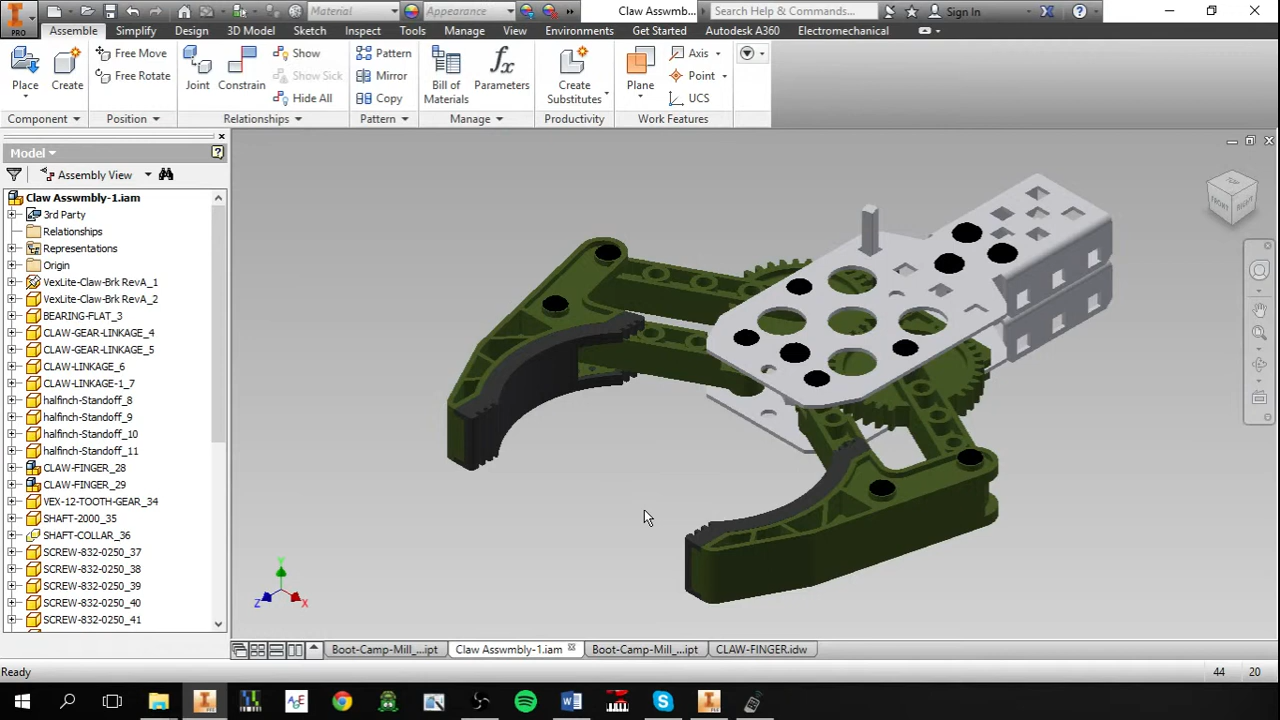 PRO
Material
Appearance
Claw Asswmb...
Search Help & Commands...
Sign In
Assemble Simplify Design 3D Model Sketch Inspect Tools Manage View Environments Get Started Autodesk A360 Electromechanical
Place
Create
Free Move
Free Rotate
Joint
Constrain
Show
Show Sick
Hide All
Pattern
Mirror
Copy
Bill of
Materials
Parameters
Create
Substitutes
Plane
Axis
Point
UCS
Component Position Relationships Pattern Manage Productivity Work Features
Model
Assembly View
Claw Asswmbly-1.iam
3rd Party
Relationships
Representations
Origin
VexLite-Claw-Brk RevA_1
VexLite-Claw-Brk RevA_2
BEARING-FLAT_3
CLAW-GEAR-LINKAGE_4
CLAW-GEAR-LINKAGE_5
CLAW-LINKAGE_6
CLAW-LINKAGE-1_7
halfinch-Standoff_8
halfinch-Standoff_9
halfinch-Standoff_10
halfinch-Standoff_11
CLAW-FINGER_28
CLAW-FINGER_29
VEX-12-TOOTH-GEAR_34
SHAFT-2000_35
SHAFT-COLLAR_36
SCREW-832-0250_37
SCREW-832-0250_38
SCREW-832-0250_39
SCREW-832-0250_40
SCREW-832-0250_41
TOP
FRONT
RIGHT
Y
Z
X
Boot-Camp-Mill_...ipt Claw Asswmbly-1.iam Boot-Camp-Mill_...ipt CLAW-FINGER.idw
Ready 44 20